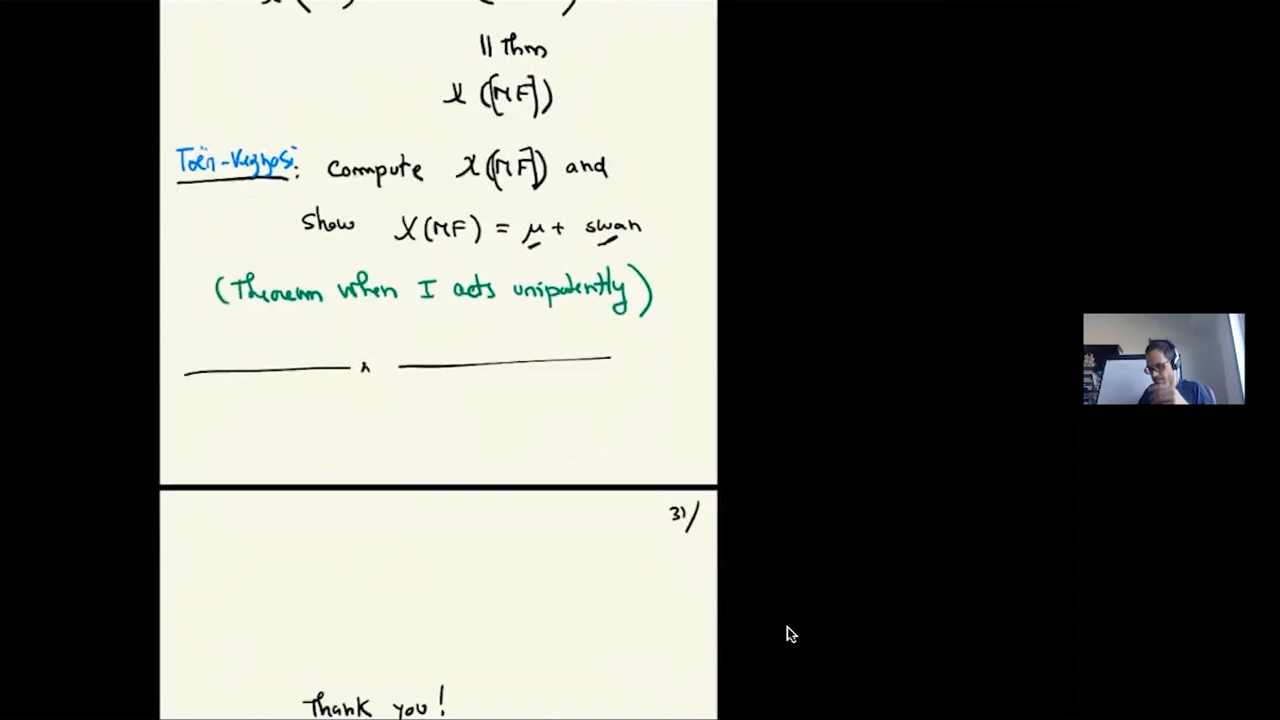 || Thm
χ([MF])
Toën-Vezzosi: Compute χ([MF]) and
Show χ(MF) = μ + swan
(Theorem when I acts unipotently)
31/
Thank you!